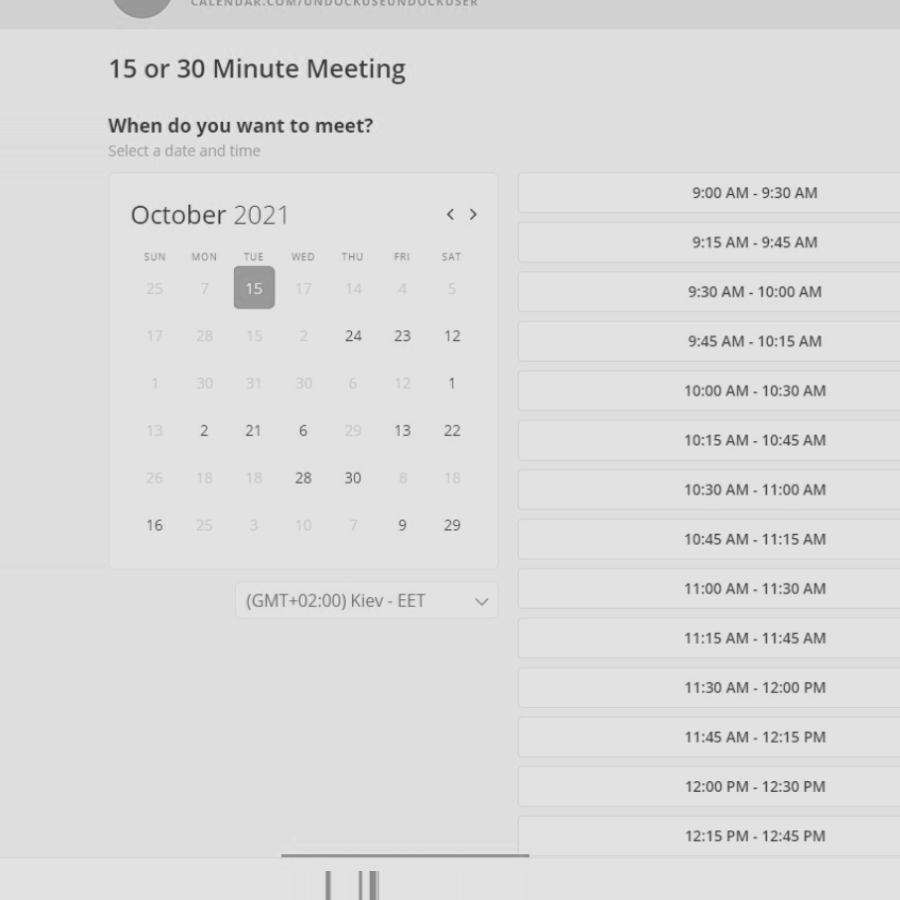 CALENDAR.COM/UNDOCKUSEUNDOCKUSER
15 or 30 Minute Meeting
When do you want to meet?
Select a date and time
October 2021
SUN MON TUE WED THU FRI SAT
25 7 15 17 14 4 5
17 28 15 2 24 23 12
1 30 31 30 6 12 1
13 2 21 6 29 13 22
26 18 18 28 30 8 18
16 25 3 10 7 9 29
(GMT+02:00) Kiev - EET
9:00 AM - 9:30 AM
9:15 AM - 9:45 AM
9:30 AM - 10:00 AM
9:45 AM - 10:15 AM
10:00 AM - 10:30 AM
10:15 AM - 10:45 AM
10:30 AM - 11:00 AM
10:45 AM - 11:15 AM
11:00 AM - 11:30 AM
11:15 AM - 11:45 AM
11:30 AM - 12:00 PM
11:45 AM - 12:15 PM
12:00 PM - 12:30 PM
12:15 PM - 12:45 PM